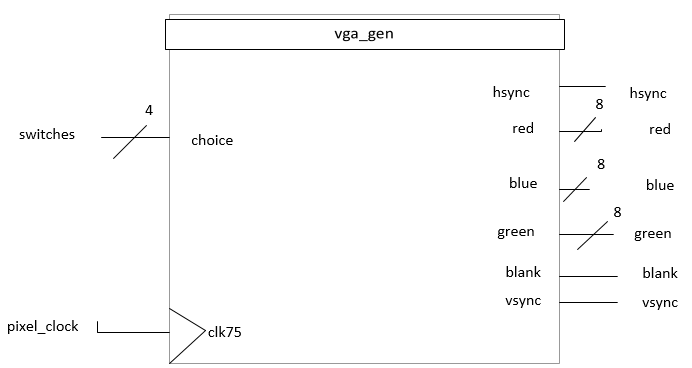 vga_gen
hsync hsync
8
red red
4
switches
choice
8
blue blue
8
green green
blank blank
vsync vsync
pixel_clock
clk75